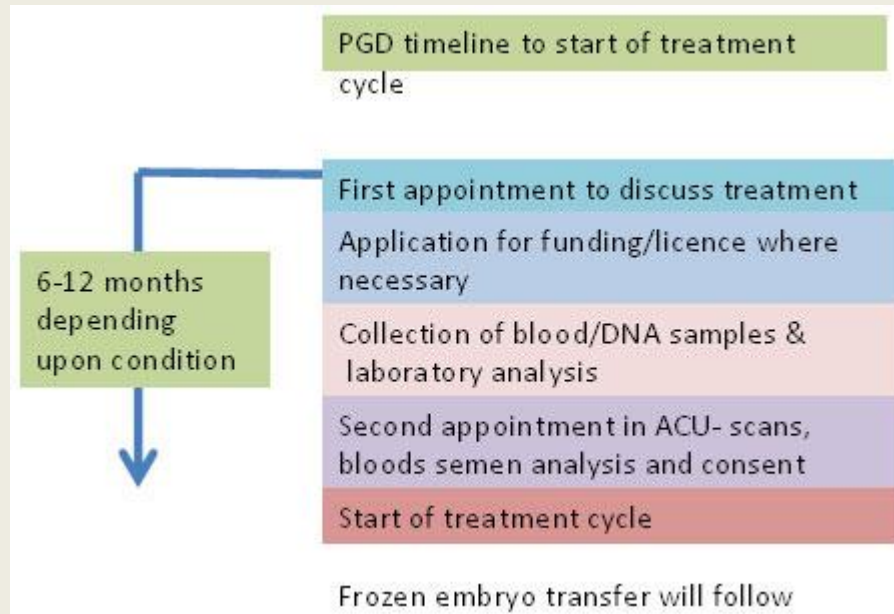 PGD timeline to start of treatment
cycle
First appointment to discuss treatment
Application for funding/licence where
necessary
6-12 months
depending
upon condition
Collection of blood/DNA samples &
laboratory analysis
Second appointment in ACU- scans,
bloods semen analysis and consent
Start of treatment cycle
Frozen embryo transfer will follow